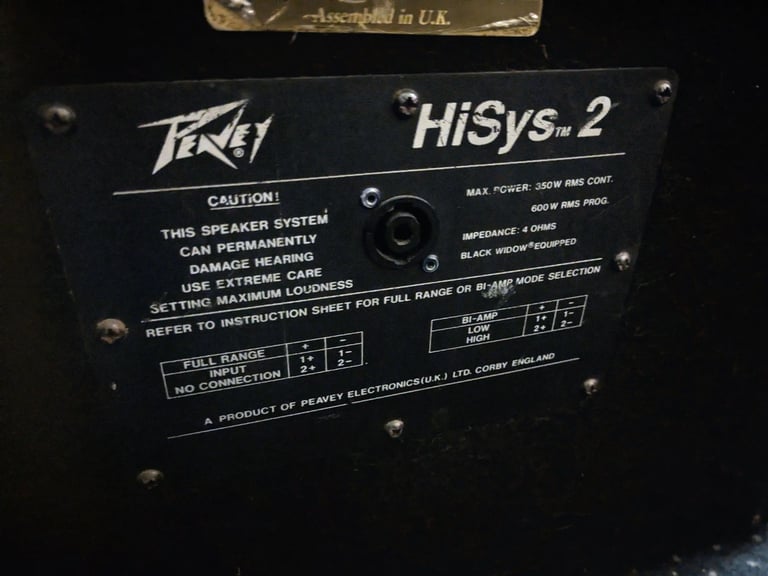 Assembled in U.K.
PEAVEY®
HiSys™ 2
CAUTION!
THIS SPEAKER SYSTEM
CAN PERMANENTLY
DAMAGE HEARING
USE EXTREME CARE
SETTING MAXIMUM LOUDNESS
MAX. POWER: 350W RMS CONT.
600W RMS PROG.
IMPEDANCE: 4 OHMS
BLACK WIDOW® EQUIPPED
REFER TO INSTRUCTION SHEET FOR FULL RANGE OR BI-AMP MODE SELECTION
FULL RANGE + −
INPUT 1+ 1−
NO CONNECTION 2+ 2−
BI-AMP + −
LOW 1+ 1−
HIGH 2+ 2−
A PRODUCT OF PEAVEY ELECTRONICS (U.K.) LTD. CORBY ENGLAND